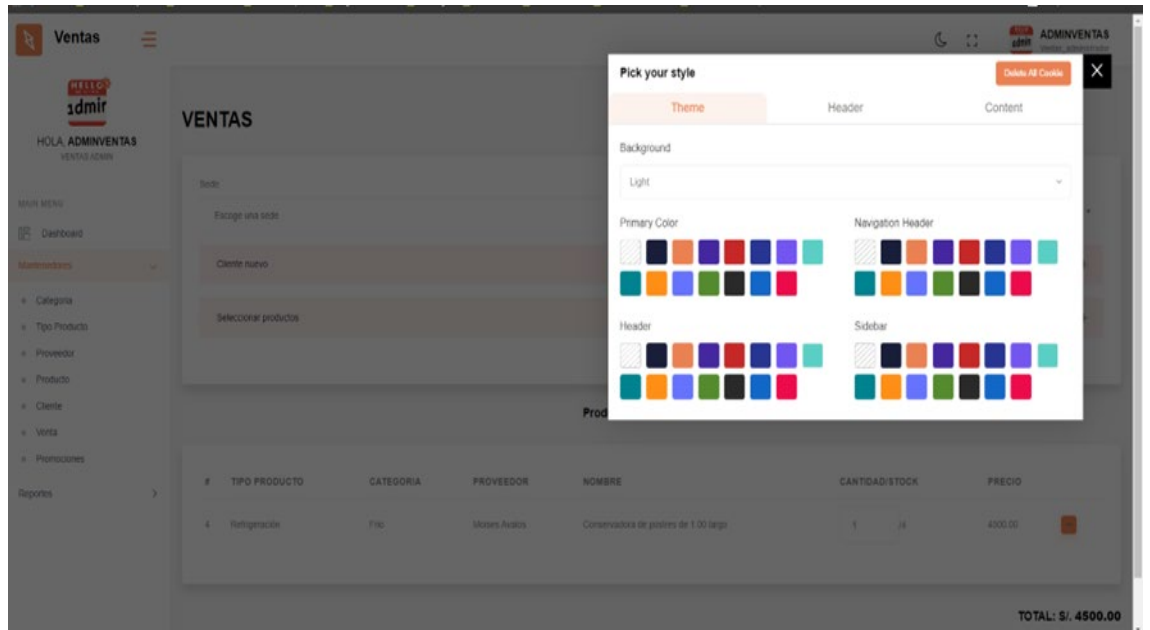 Ventas
ADMINVENTAS
Ventas_administrador
HELLO
admin
HOLA, ADMINVENTAS
VENTAS ADMIN
MAIN MENU
Dashboard
Mantenedores
Categoria
Tipo Producto
Proveedor
Producto
Cliente
Venta
Promociones
Reportes
VENTAS
Sede
Escoge una sede
Cliente nuevo
Seleccionar productos
Pick your style
Delete All Cookie
X
Theme Header Content
Background
Light
Primary Color Navigation Header
Header Sidebar
Prod
# TIPO PRODUCTO CATEGORIA PROVEEDOR NOMBRE CANTIDAD/STOCK PRECIO
4 Refrigeración Frio Moises Avalos Conservadora de postres de 1.00 largo 1
TOTAL: S/. 4500.00